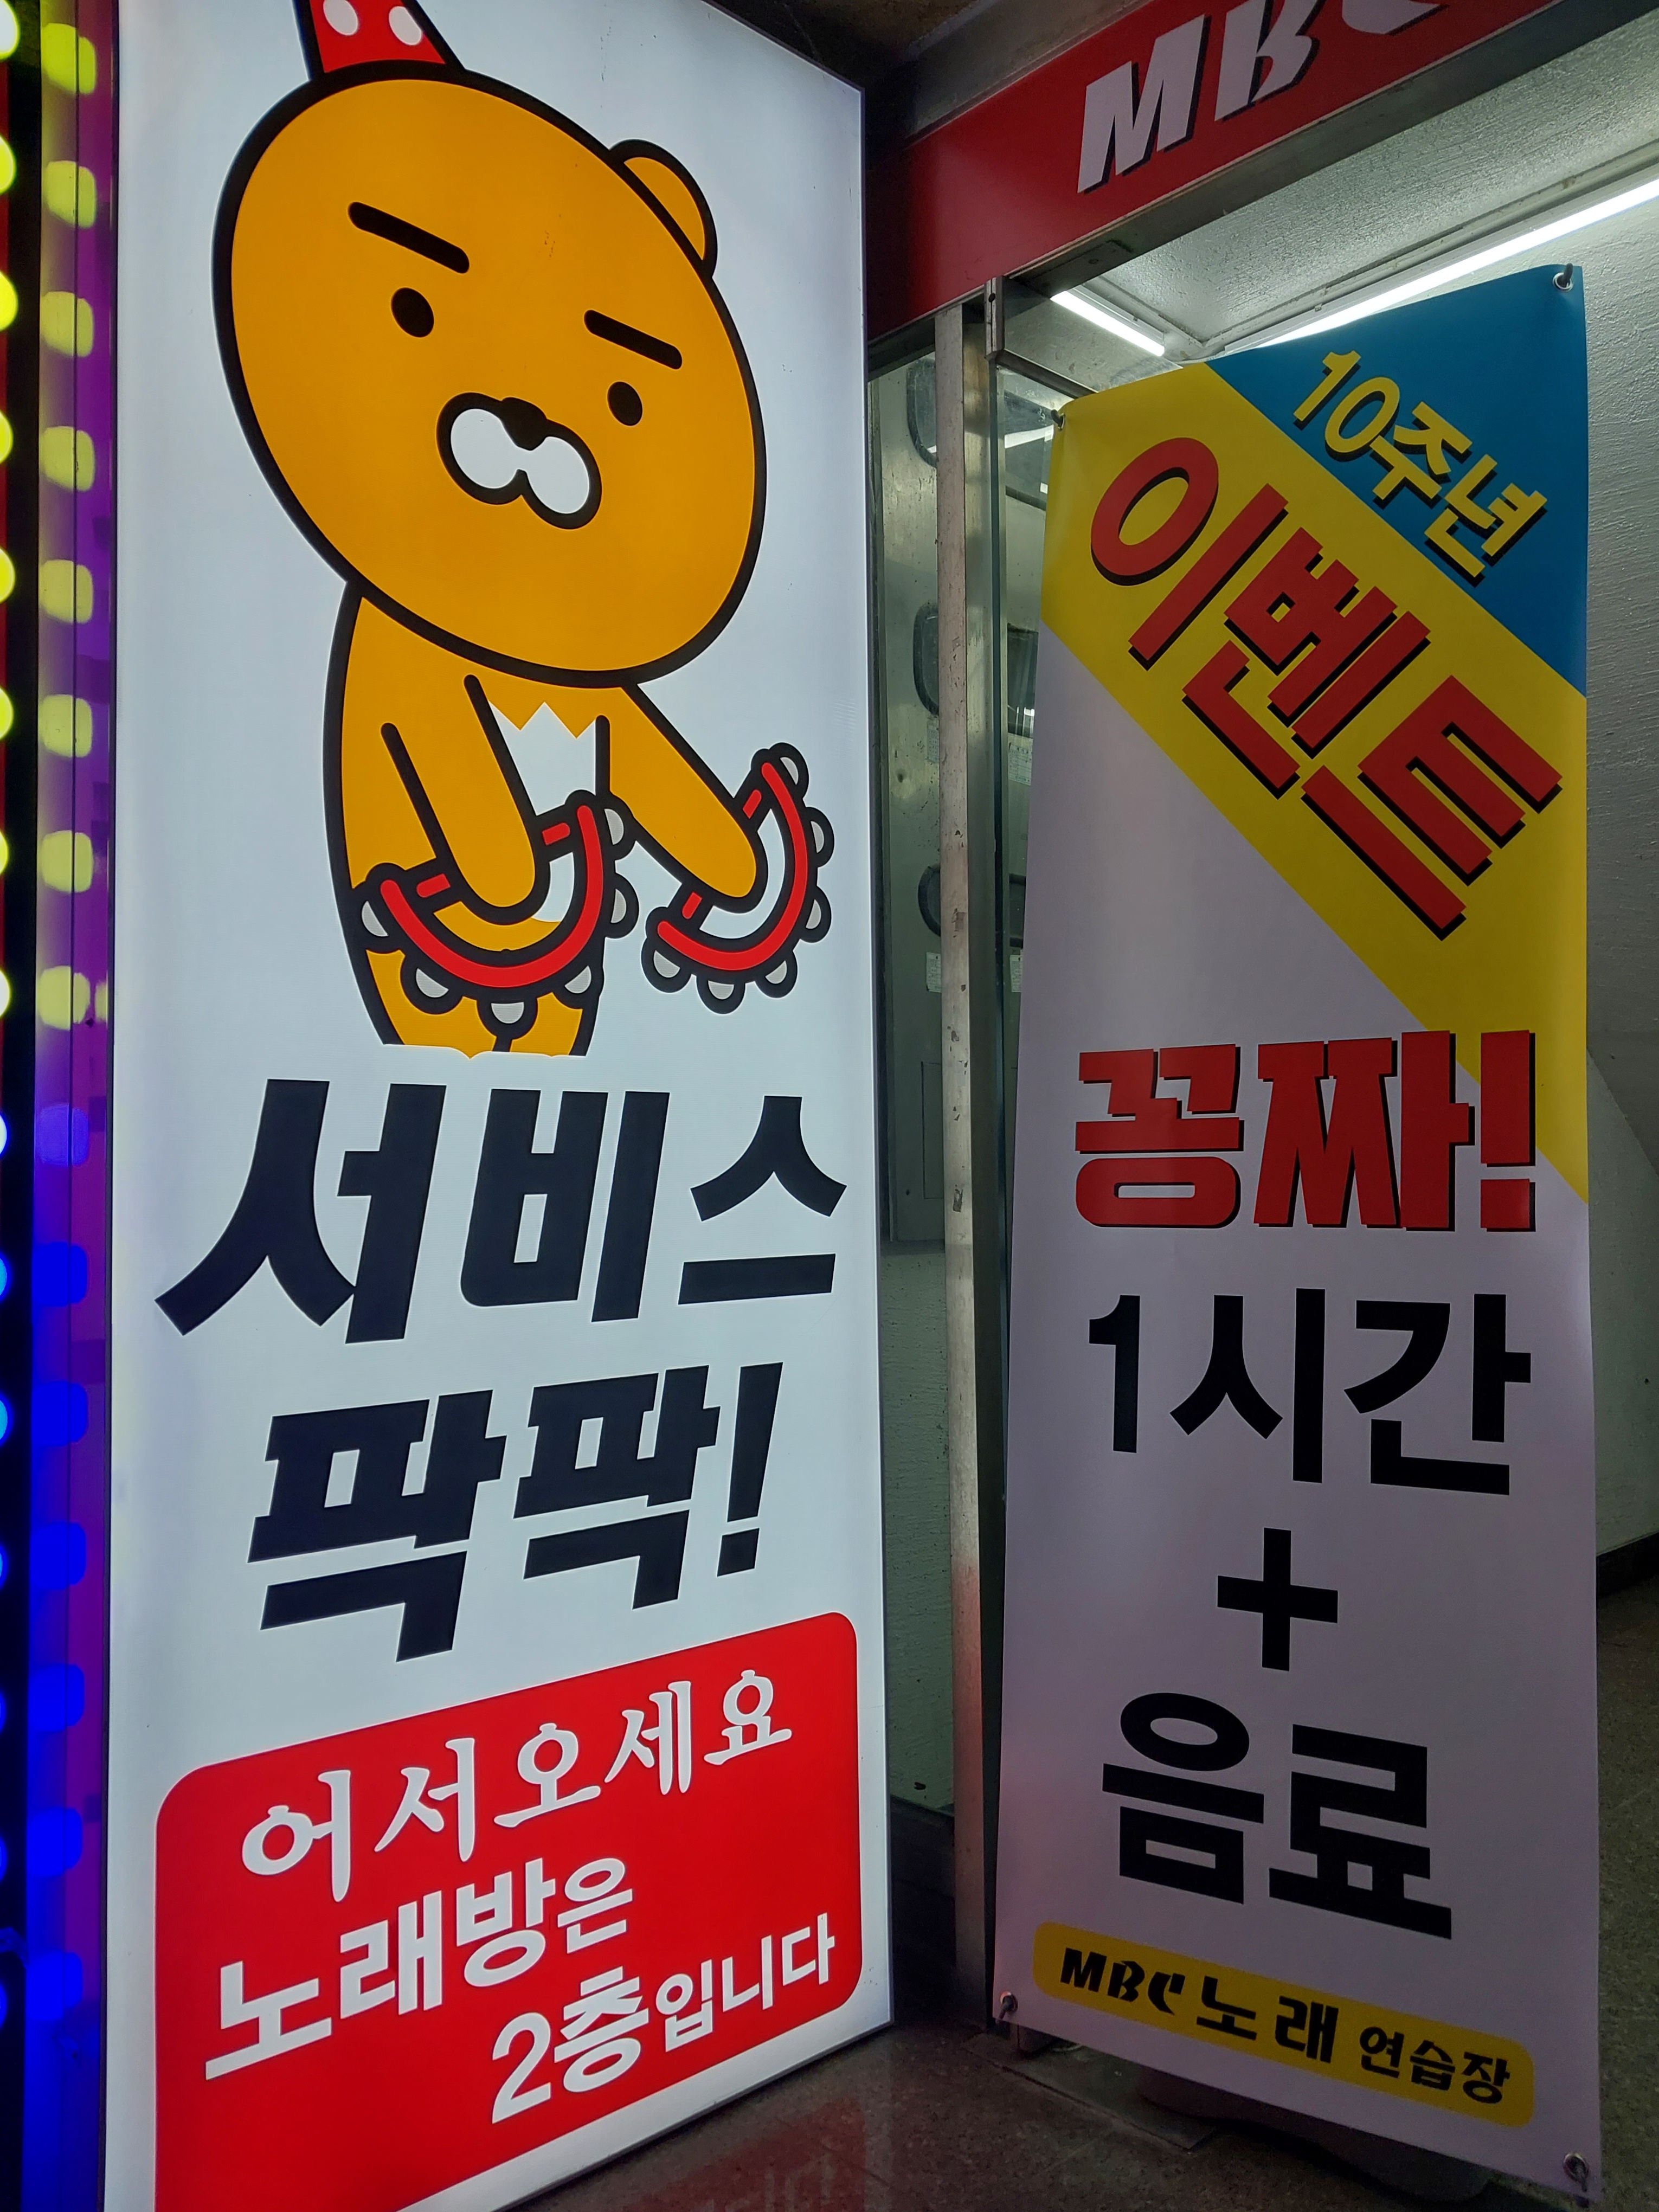 서비스
팍팍!
어서오세요
노래방은
2층입니다
MBC
10주년
이벤트
꽁짜!
1시간
+
음료
MBC 노래 연습장